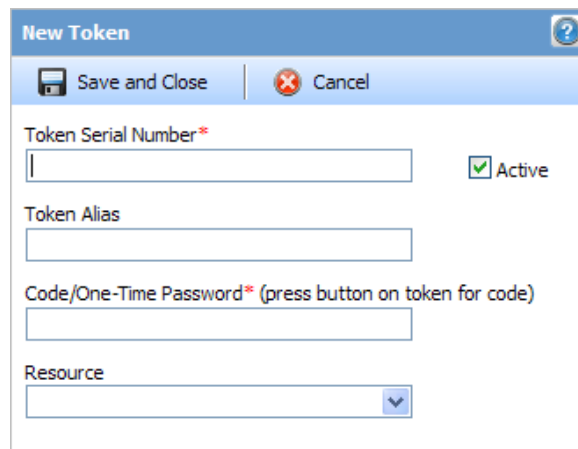 New Token ?
Save and Close Cancel
Token Serial Number*
Active
Token Alias
Code/One-Time Password* (press button on token for code)
Resource